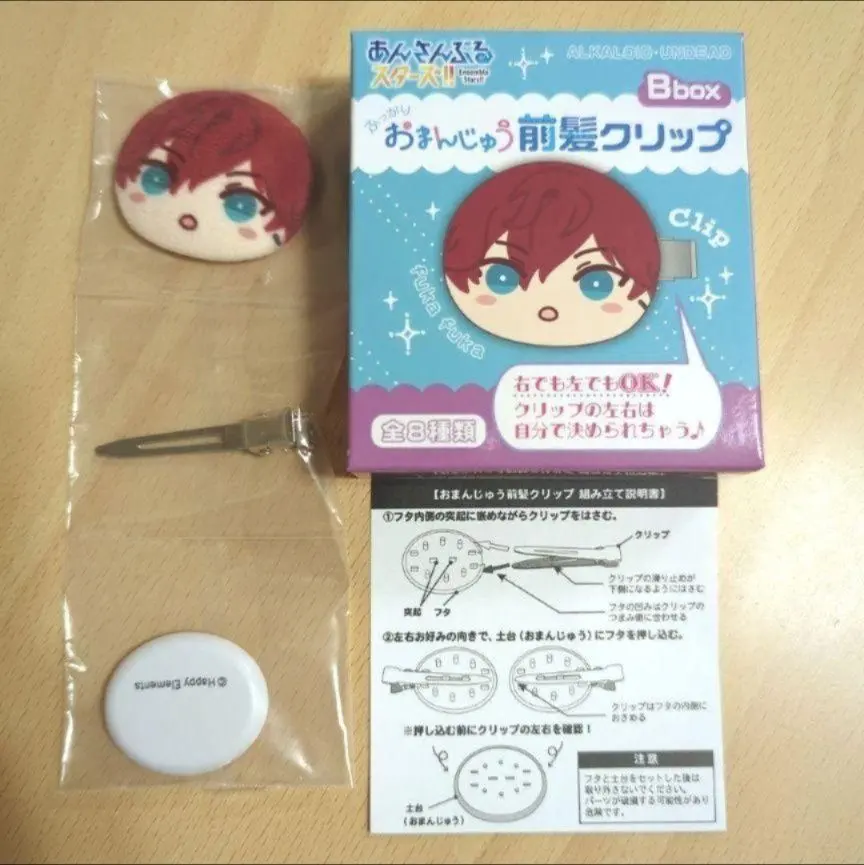 あんさんぶるスターズ!!
Ensemble Stars!!
ALKALOID・UNDEAD
B box
ふっかり
おまんじゅう前髪クリップ
Clip
fuka fuka
右でも左でもOK!
クリップの左右は
自分で決められちゃう♪
全8種類
© Happy Elements
【おまんじゅう前髪クリップ 組み立て説明書】
①フタ内側の突起に嵌めながらクリップをはさむ。
クリップ
クリップの滑り止めが
下側になるようにはさむ
フタの凹みはクリップの
つまみ側に合わせる
突起 フタ
②左右お好みの向きで、土台(おまんじゅう)にフタを押し込む。
クリップはフタの内側に
おさめる
※押し込む前にクリップの左右を確認!
土台
(おまんじゅう)
注意
フタと土台をセットした後は
取り外さないでください。
パーツが破損する可能性があり
危険です。